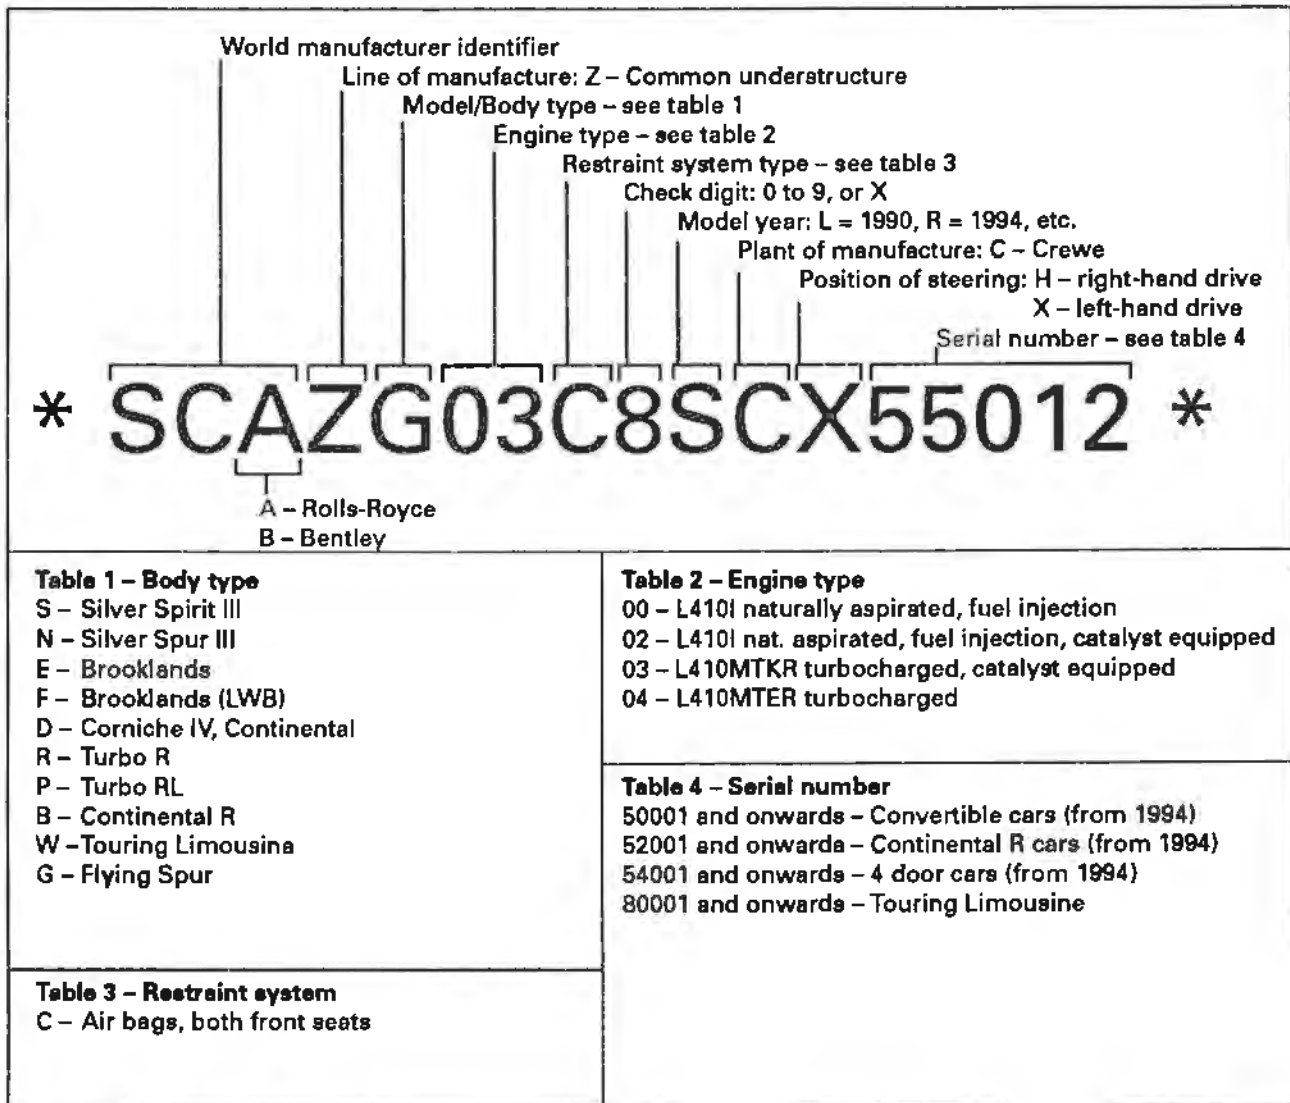 World manufacturer identifier
Line of manufacture: Z – Common understructure
Model/Body type – see table 1
Engine type – see table 2
Restraint system type – see table 3
Check digit: 0 to 9, or X
Model year: L = 1990, R = 1994, etc.
Plant of manufacture: C – Crewe
Position of steering: H – right-hand drive
X – left-hand drive
Serial number – see table 4
* SCAZG03C8SCX55012 *
A – Rolls-Royce
B – Bentley
Table 1 – Body type
S – Silver Spirit III
N – Silver Spur III
E – Brooklands
F – Brooklands (LWB)
D – Corniche IV, Continental
R – Turbo R
P – Turbo RL
B – Continental R
W –Touring Limousine
G – Flying Spur
Table 2 – Engine type
00 – L410I naturally aspirated, fuel injection
02 – L410I nat. aspirated, fuel injection, catalyst equipped
03 – L410MTKR turbocharged, catalyst equipped
04 – L410MTER turbocharged
Table 4 – Serial number
50001 and onwards – Convertible cars (from 1994)
52001 and onwards – Continental R cars (from 1994)
54001 and onwards – 4 door cars (from 1994)
80001 and onwards – Touring Limousine
Table 3 – Restraint system
C – Air bags, both front seats